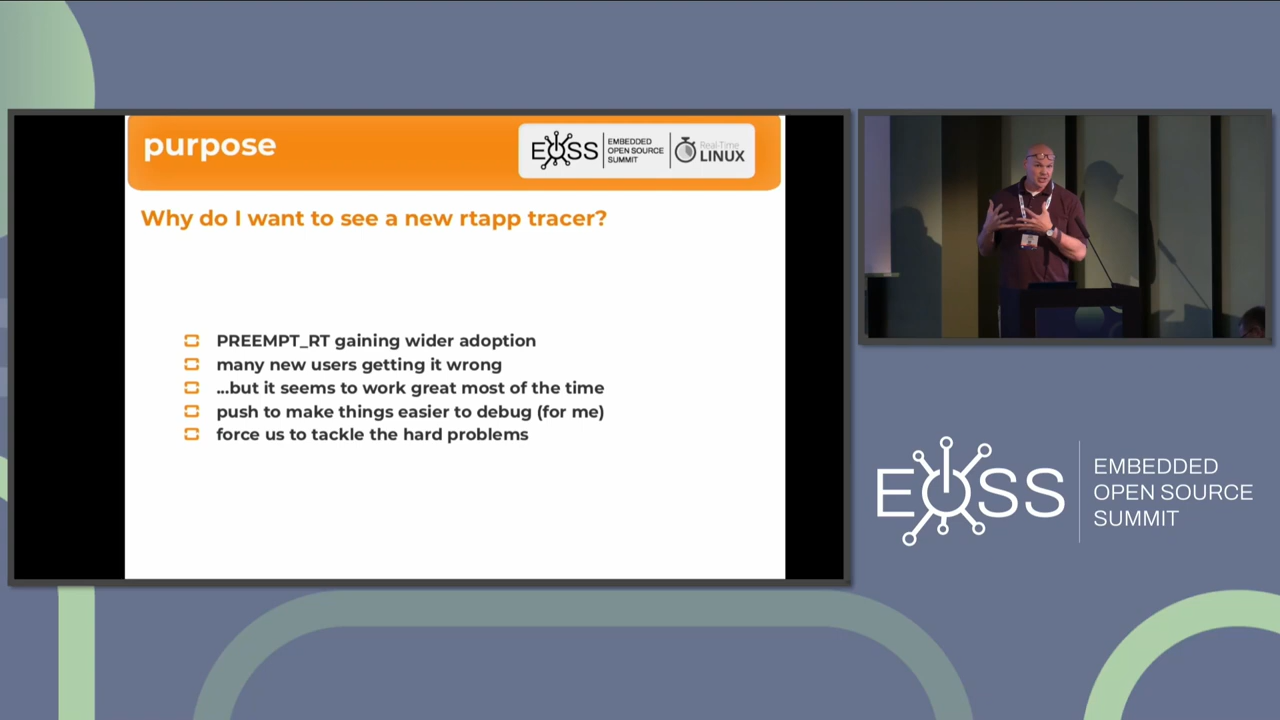 purpose
EOSS
EMBEDDED
OPEN SOURCE
SUMMIT
Real-Time
LINUX
Why do I want to see a new rtapp tracer?
PREEMPT_RT gaining wider adoption
many new users getting it wrong
...but it seems to work great most of the time
push to make things easier to debug (for me)
force us to tackle the hard problems
EOSS
EMBEDDED
OPEN SOURCE
SUMMIT